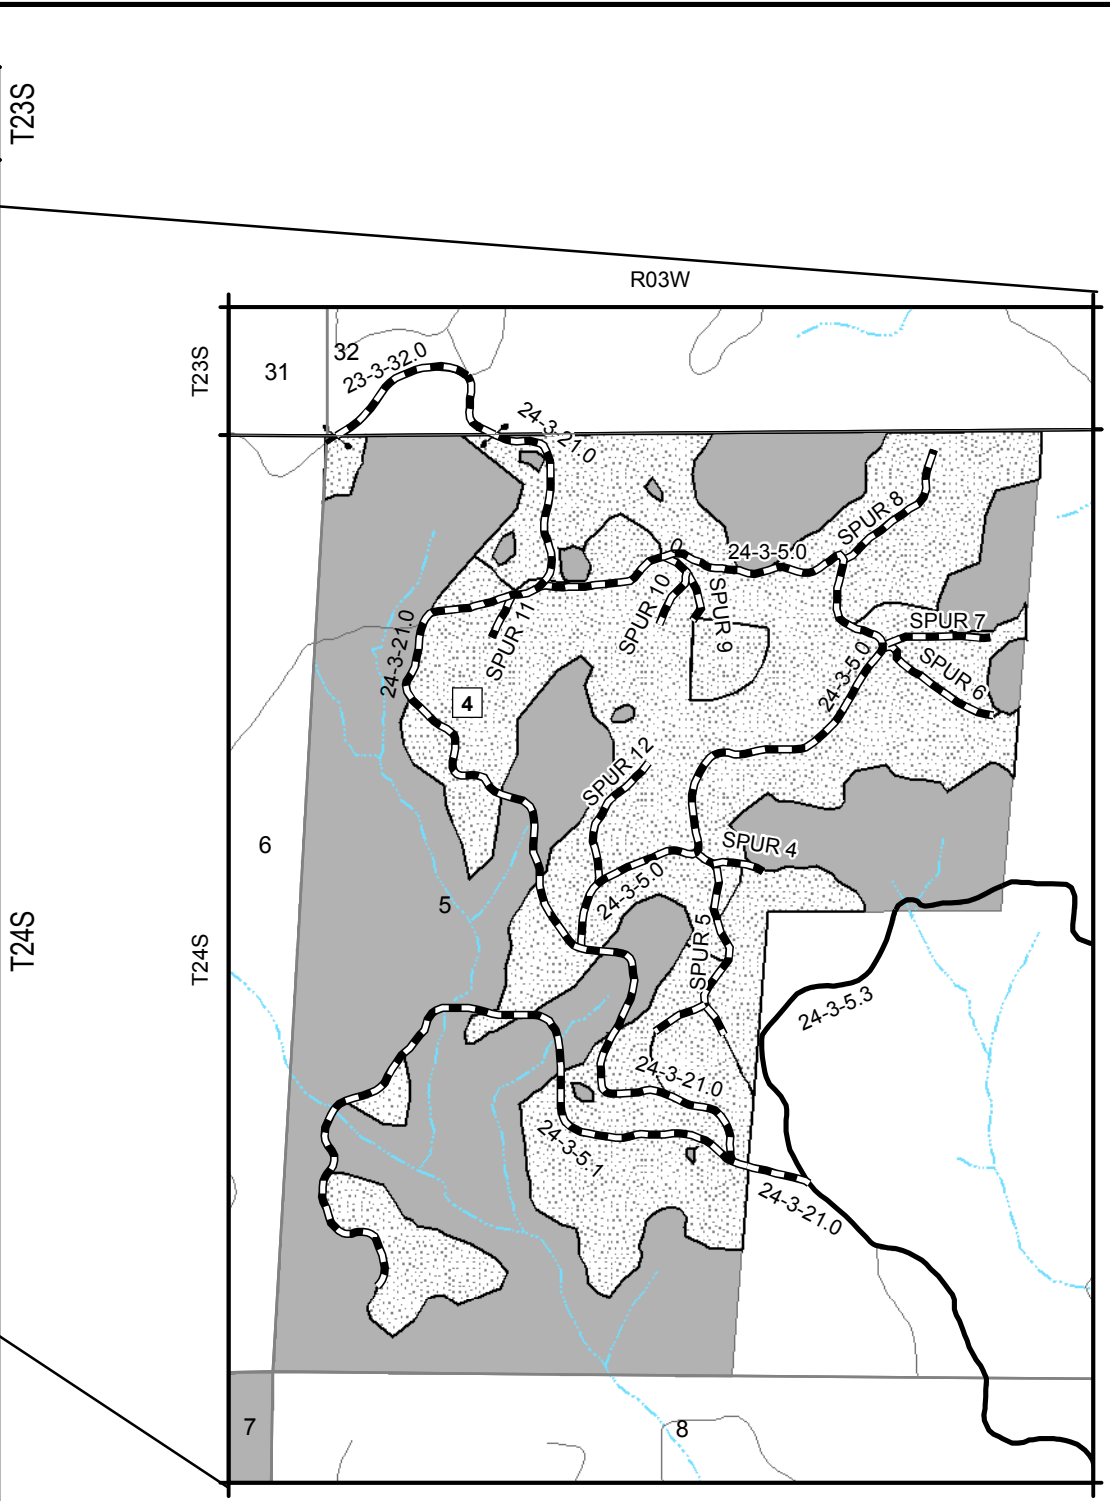 T23S
R03W
T23S
31
32
23-3-32.0
24-3-21.0
SPUR 8
0
24-3-5.0
SPUR 10
SPUR 9
SPUR 11
SPUR 7
24-3-21.0
24-3-5.0
SPUR 6
4
SPUR 12
6
SPUR 4
24-3-5.0
5
T24S
T24S
SPUR 5
24-3-5.3
24-3-21.0
24-3-5.1
24-3-21.0
7
8